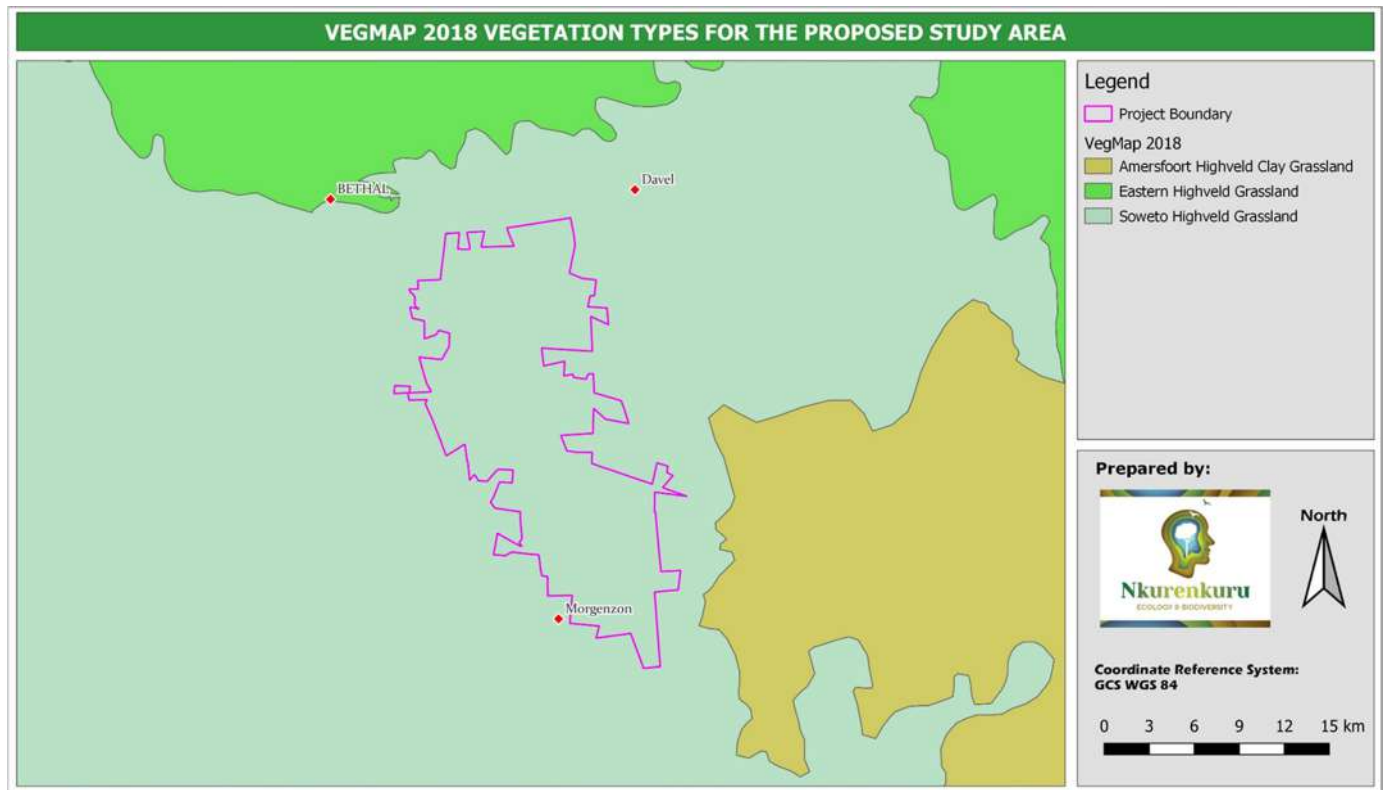 VEGMAP 2018 VEGETATION TYPES FOR THE PROPOSED STUDY AREA
BETHAL
Davel
Morgenzon
Legend
Project Boundary
VegMap 2018
Amersfoort Highveld Clay Grassland
Eastern Highveld Grassland
Soweto Highveld Grassland
Prepared by:
Nkurenkuru
ECOLOGY & BIODIVERSITY
North
Coordinate Reference System:
GCS WGS 84
0 3 6 9 12 15 km